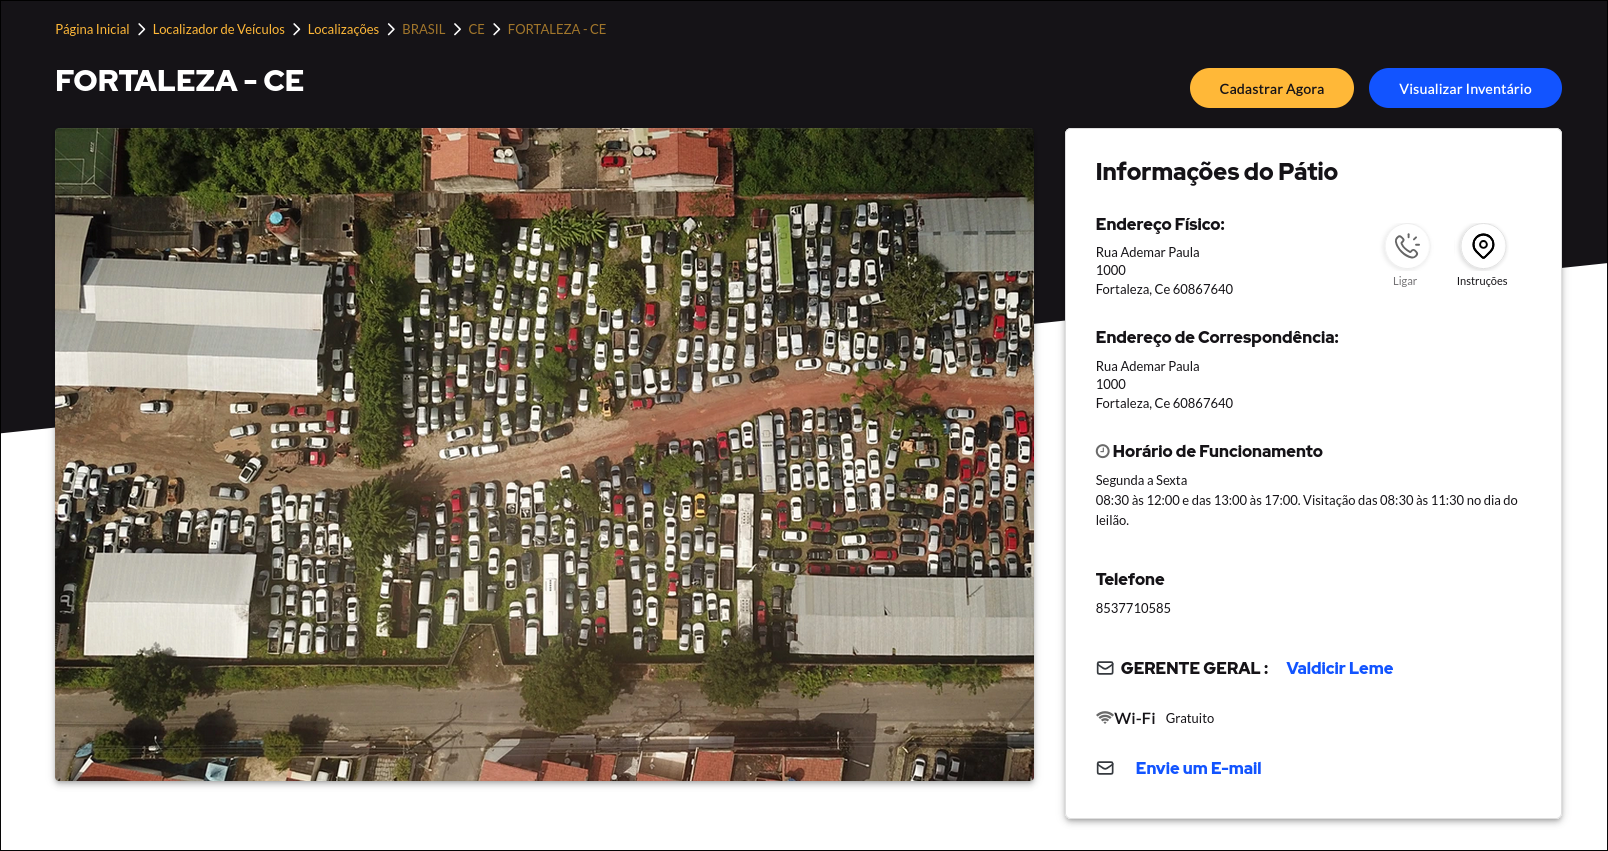 Página Inicial > Localizador de Veículos > Localizações > BRASIL > CE > FORTALEZA - CE
FORTALEZA - CE
Cadastrar Agora
Visualizar Inventário
Informações do Pátio
Endereço Físico:
Rua Ademar Paula
1000
Fortaleza, Ce 60867640
Ligar
Instruções
Endereço de Correspondência:
Rua Ademar Paula
1000
Fortaleza, Ce 60867640
Horário de Funcionamento
Segunda a Sexta
08:30 às 12:00 e das 13:00 às 17:00. Visitação das 08:30 às 11:30 no dia do
leilão.
Telefone
8537710585
GERENTE GERAL : Valdicir Leme
Wi-Fi Gratuito
Envie um E-mail